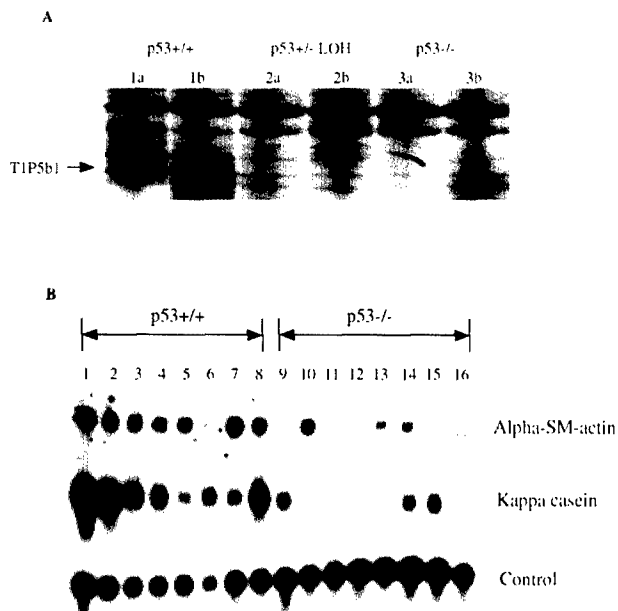 A
p53+/+ p53+/- LOH p53-/-
1a 1b 2a 2b 3a 3b
T1P5b1
B
p53+/+ p53-/-
1 2 3 4 5 6 7 8 9 10 11 12 13 14 15 16
Alpha-SM-actin
Kappa casein
Control